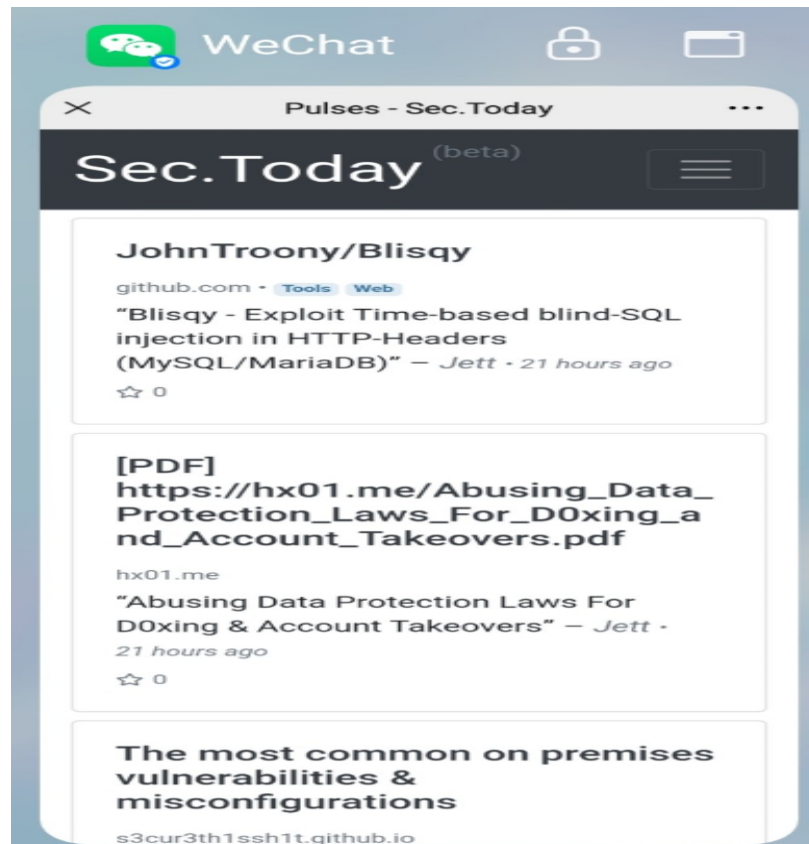 WeChat
Pulses - Sec.Today
Sec.Today (beta)
JohnTroony/Blisqy
github.com • Tools Web
“Blisqy - Exploit Time-based blind-SQL
injection in HTTP-Headers
(MySQL/MariaDB)” – Jett • 21 hours ago
0
[PDF]
https://hx01.me/Abusing_Data_
Protection_Laws_For_D0xing_a
nd_Account_Takeovers.pdf
hx01.me
“Abusing Data Protection Laws For
D0xing & Account Takeovers” – Jett •
21 hours ago
0
The most common on premises
vulnerabilities &
misconfigurations
s3cur3th1ssh1t.github.io